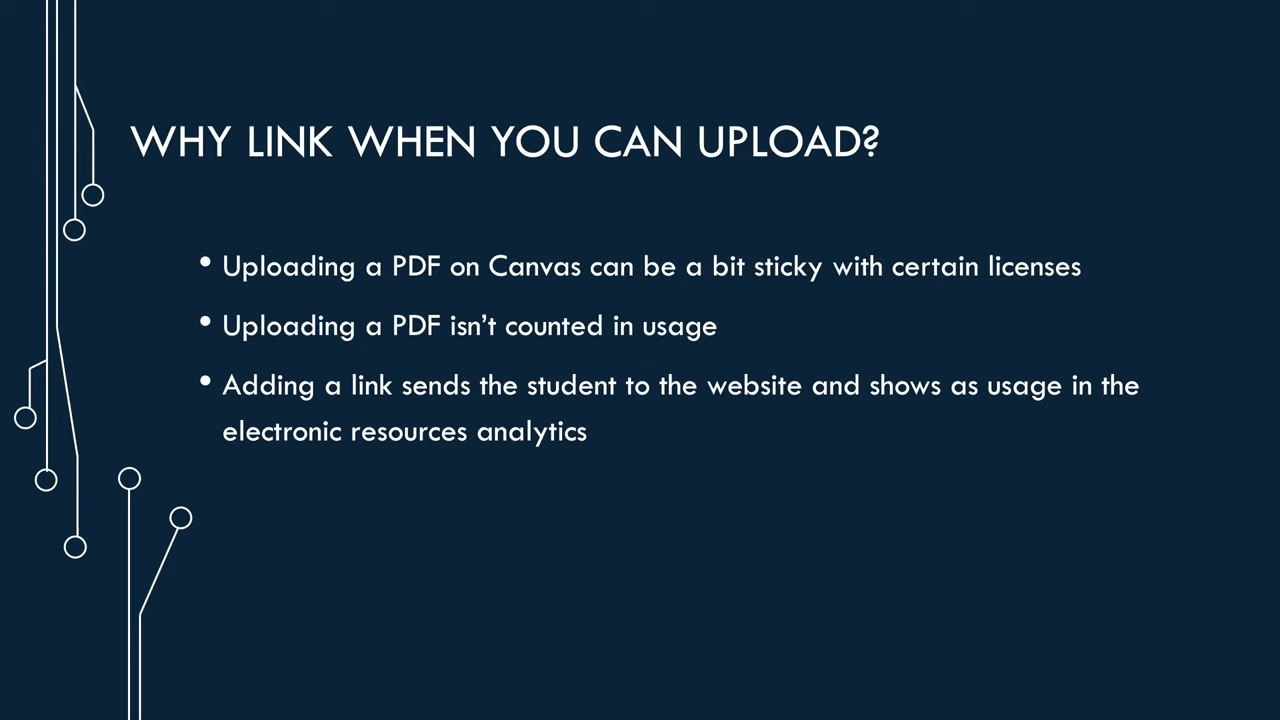 WHY LINK WHEN YOU CAN UPLOAD?
• Uploading a PDF on Canvas can be a bit sticky with certain licenses
• Uploading a PDF isn't counted in usage
• Adding a link sends the student to the website and shows as usage in the
electronic resources analytics